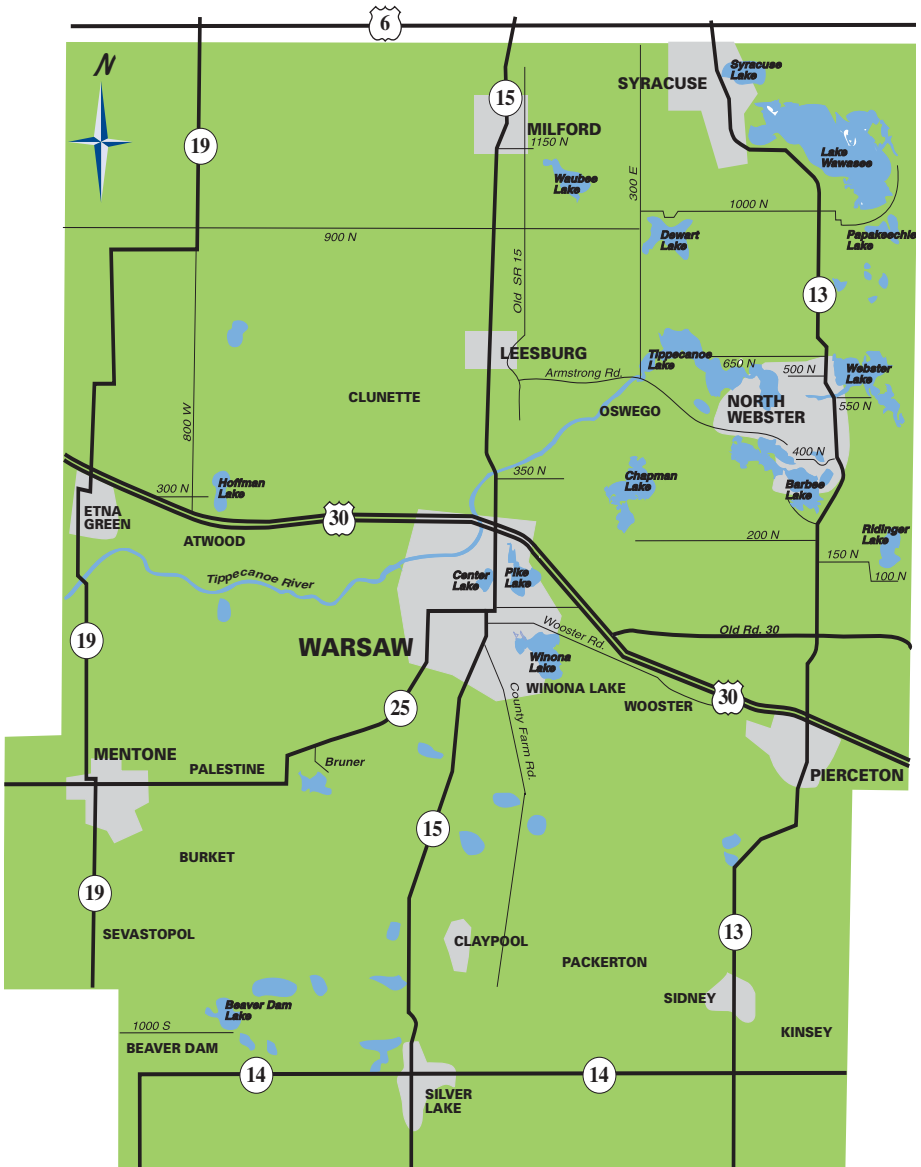 6
N
Syracuse
Lake
SYRACUSE
15
MILFORD
1150 N
19
Lake
Wawasee
Waubee
Lake
300 E
1000 N
900 N
Dewart
Lake
Papakeechie
Lake
Old SR 15
13
LEESBURG
Tippecanoe
Lake
650 N
500 N
Webster
Lake
Armstrong Rd.
CLUNETTE
OSWEGO
NORTH
WEBSTER
550 N
800 W
400 N
350 N
Chapman
Lake
Barbee
Lake
Hoffman
Lake
300 N
ETNA
GREEN
30
ATWOOD
200 N
Ridinger
Lake
150 N
100 N
Tippecanoe River
Center
Lake
Pike
Lake
19
WARSAW
Wooster Rd.
Old Rd. 30
Winona
Lake
WINONA LAKE
WOOSTER
30
25
County Farm Rd.
MENTONE
PALESTINE
Bruner
PIERCETON
15
BURKET
19
SEVASTOPOL
13
CLAYPOOL
PACKERTON
SIDNEY
Beaver Dam
Lake
1000 S
BEAVER DAM
KINSEY
14
14
SILVER
LAKE